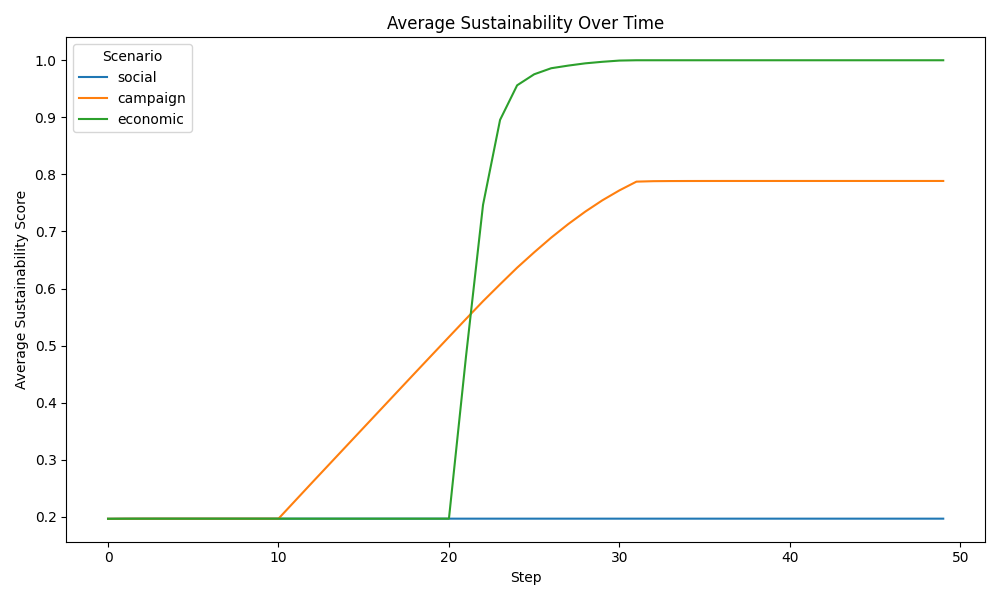 Average Sustainability Over Time
Scenario
social
campaign
economic
Average Sustainability Score
1.0
0.9
0.8
0.7
0.6
0.5
0.4
0.3
0.2
0 10 20 30 40 50
Step